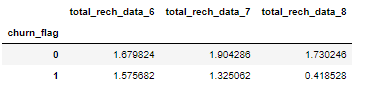 total_rech_data_6 total_rech_data_7 total_rech_data_8
churn_flag
0 1.679824 1.904286 1.730246
1 1.575682 1.325062 0.418528